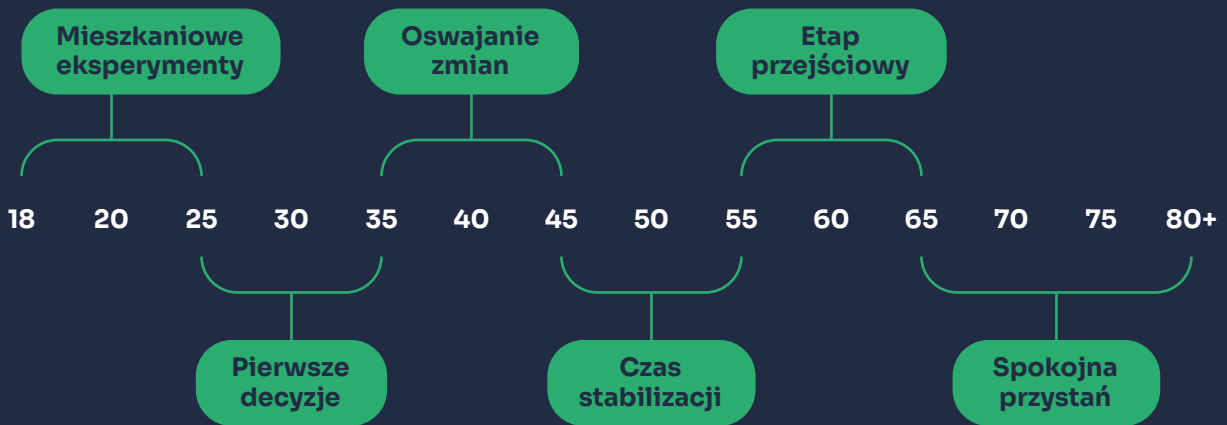 Mieszkaniowe
eksperymenty
Oswajanie
zmian
Etap
przejściowy
18 20 25 30 35 40 45 50 55 60 65 70 75 80+
Pierwsze
decyzje
Czas
stabilizacji
Spokojna
przystań